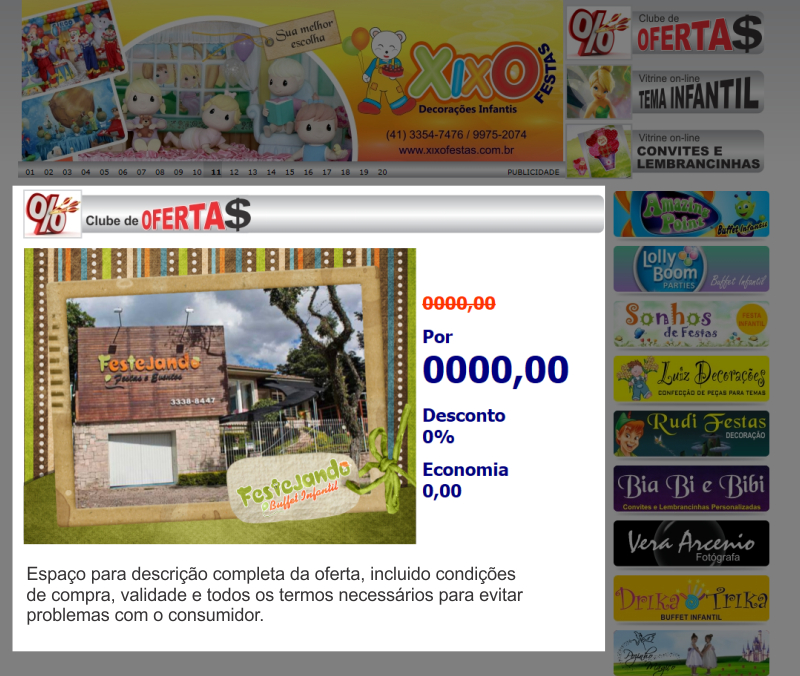 Sua melhor
escolha
XIXO
FESTAS
Decorações Infantis
(41) 3354-7476 / 9975-2074
www.xixofestas.com.br
01 02 03 04 05 06 07 08 09 10 11 12 13 14 15 16 17 18 19 20
PUBLICIDADE
% Clube de
OFERTA$
Vitrine on-line
TEMA INFANTIL
Vitrine on-line
CONVITES E
LEMBRANCINHAS
% Clube de OFERTA$
Festejando
Festas e Eventos
3338-8447
Festejando
Buffet Infantil
0000,00
Por
0000,00
Desconto
0%
Economia
0,00
Espaço para descrição completa da oferta, incluido condições
de compra, validade e todos os termos necessários para evitar
problemas com o consumidor.
Amazing
Point
Buffet Infantil
Lolly
Boom
PARTIES
Buffet Infantil
Sonhos
de Festas
FESTA
INFANTIL
Luiz Decorações
CONFECÇÃO DE PEÇAS PARA TEMAS
Rudi Festas
DECORAÇÃO
Bia Bi e Bibi
Convites e Lembrancinhas Personalizadas
Vera Arcenio
Fotógrafa
Drika Tirika
BUFFET INFANTIL